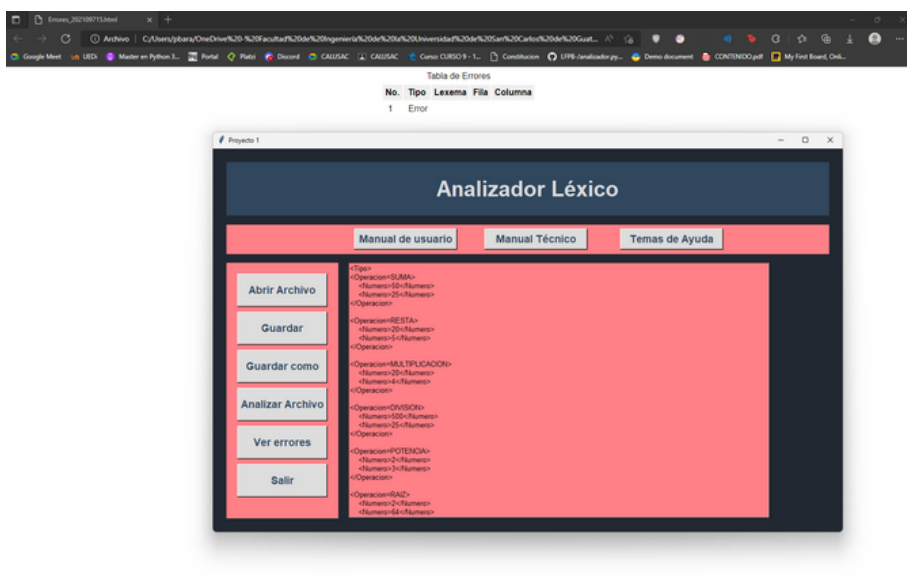 Errores_202109715.html
Archivo C:/Users/pbara/OneDrive%20-%20Facultad%20de%20Ingenieria%20de%20la%20Universidad%20de%20San%20Carlos%20de%20Guat...
Google Meet UEDi Master en Python 3... Portal Platzi Discord CALUSAC CALUSAC Curso: CURSO 9 - 1... Constitucion LFPB-/analizador.py... Demo document CONTENIDO.pdf My First Board, Onli...
Tabla de Errores
No. Tipo Lexema Fila Columna
1 Error
Proyecto 1
Analizador Léxico
Manual de usuario Manual Técnico Temas de Ayuda
Abrir Archivo
Guardar
Guardar como
Analizar Archivo
Ver errores
Salir
<Tipo>
<Operacion=SUMA>
<Numero>50</Numero>
<Numero>25</Numero>
</Operacion>
<Operacion=RESTA>
<Numero>20</Numero>
<Numero>5</Numero>
</Operacion>
<Operacion=MULTIPLICACION>
<Numero>20</Numero>
<Numero>4</Numero>
</Operacion>
<Operacion=DIVISION>
<Numero>500</Numero>
<Numero>25</Numero>
</Operacion>
<Operacion=POTENCIA>
<Numero>2</Numero>
<Numero>3</Numero>
</Operacion>
<Operacion=RAIZ>
<Numero>2</Numero>
<Numero>64</Numero>